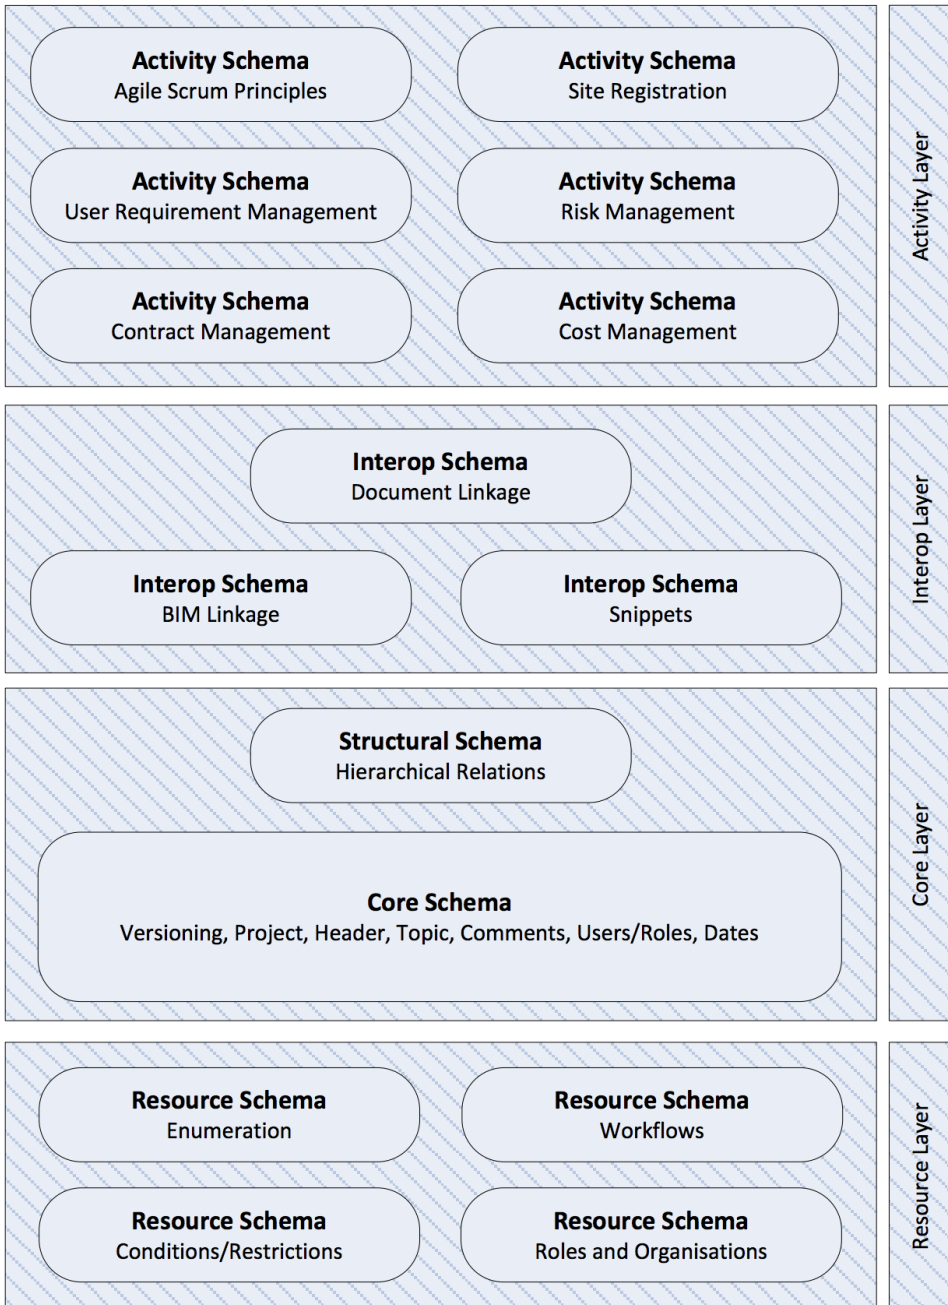 Activity Schema
Agile Scrum Principles
Activity Schema
Site Registration
Activity Schema
User Requirement Management
Activity Schema
Risk Management
Activity Schema
Contract Management
Activity Schema
Cost Management
Activity Layer
Interop Schema
Document Linkage
Interop Schema
BIM Linkage
Interop Schema
Snippets
Interop Layer
Structural Schema
Hierarchical Relations
Core Schema
Versioning, Project, Header, Topic, Comments, Users/Roles, Dates
Core Layer
Resource Schema
Enumeration
Resource Schema
Workflows
Resource Schema
Conditions/Restrictions
Resource Schema
Roles and Organisations
Resource Layer